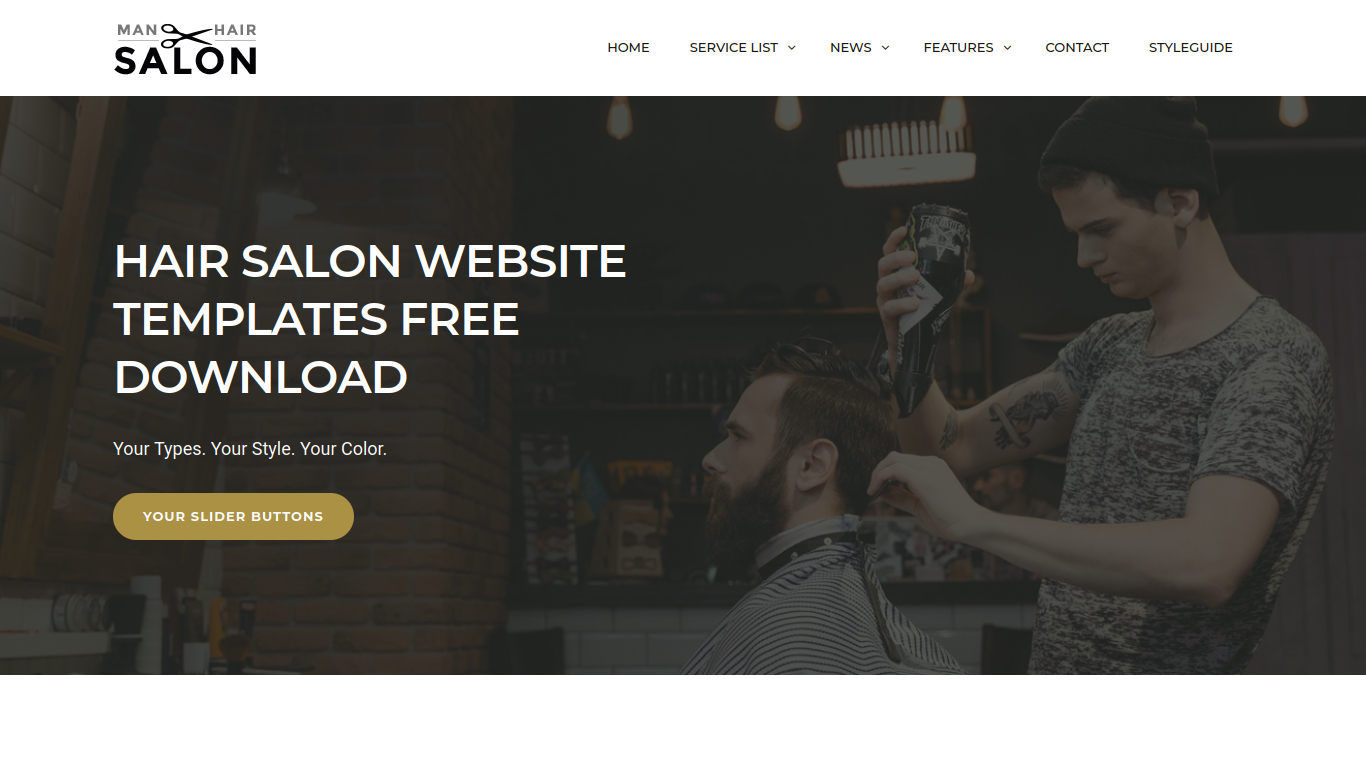 MAN HAIR
SALON
HOME SERVICE LIST NEWS FEATURES CONTACT STYLEGUIDE
HAIR SALON WEBSITE
TEMPLATES FREE
DOWNLOAD
Your Types. Your Style. Your Color.
YOUR SLIDER BUTTONS
THRASHER